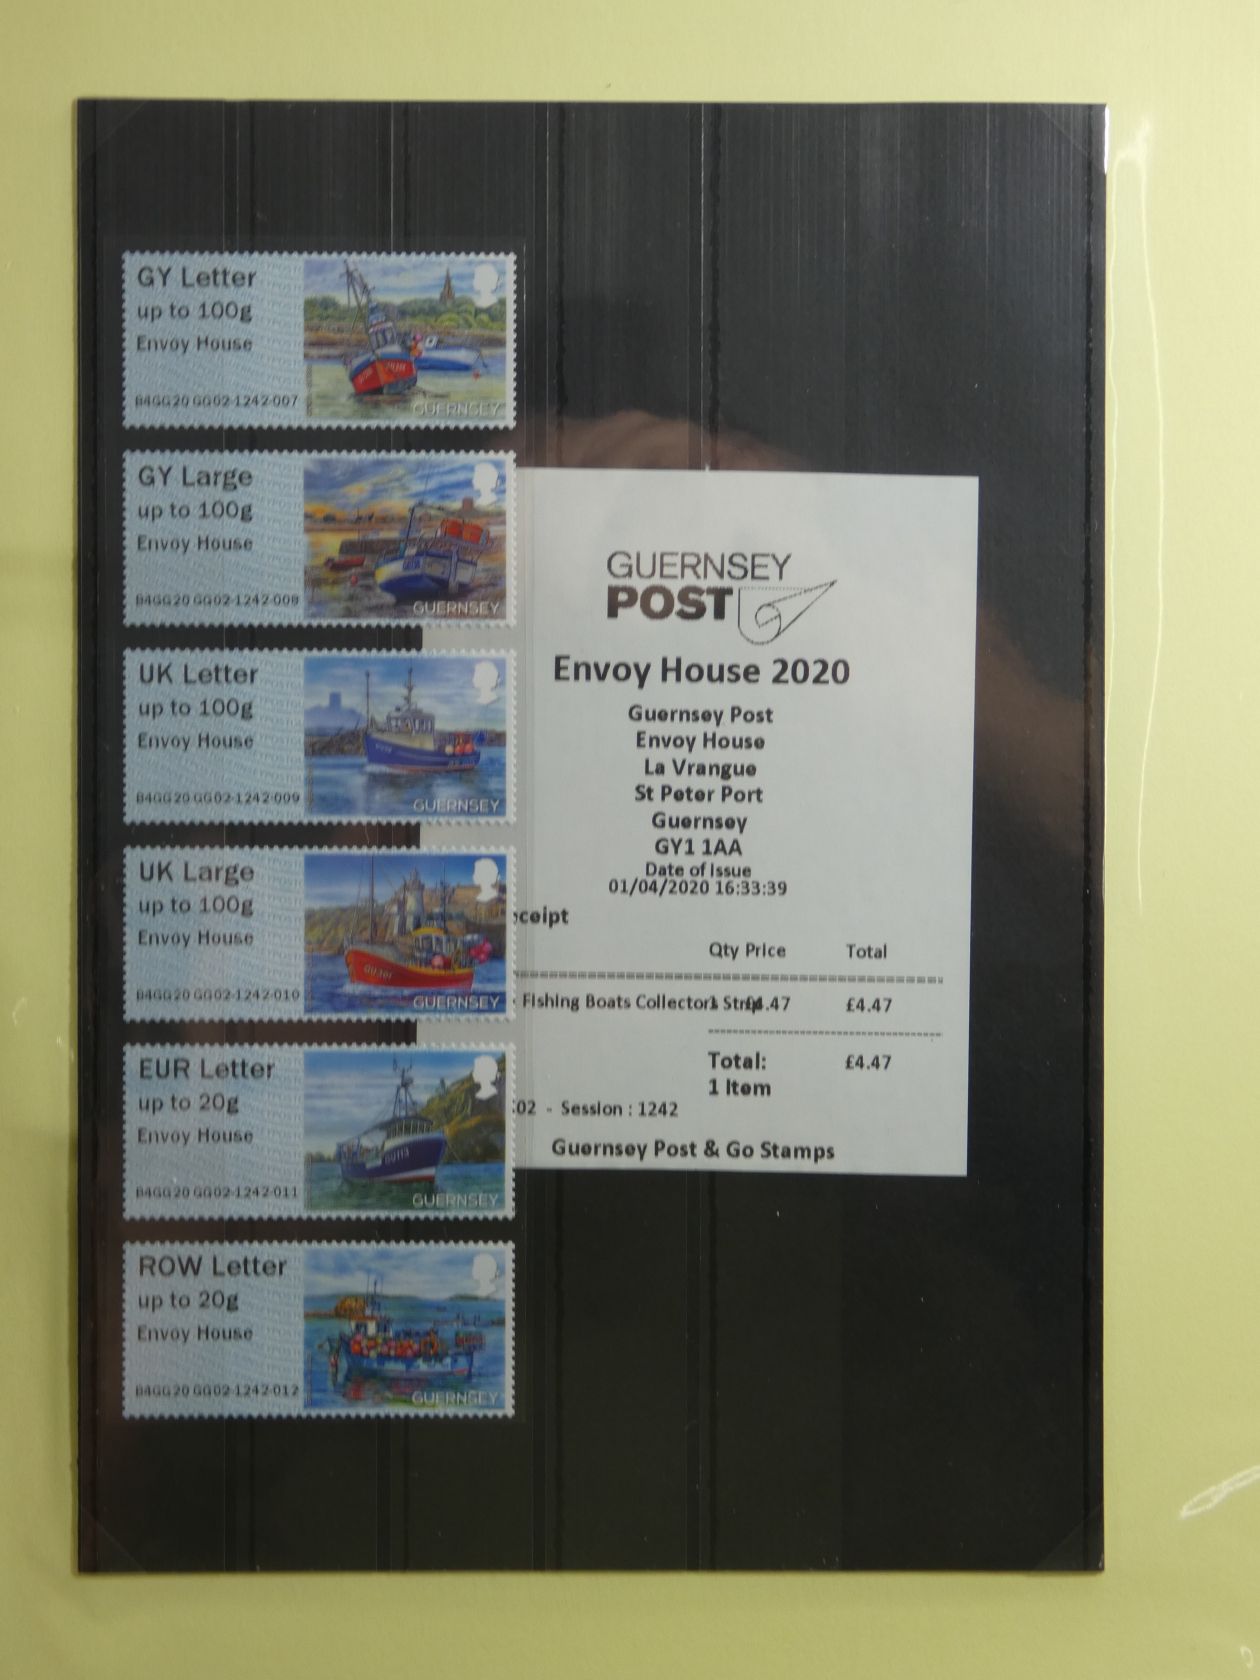 GY Letter
up to 100g
Envoy House
B4GG20 GG02-1242-007
GUERNSEY
GY Large
up to 100g
Envoy House
B4GG20 GG02-1242-008
GUERNSEY
UK Letter
up to 100g
Envoy House
B4GG20 GG02-1242-009
GUERNSEY
UK Large
up to 100g
Envoy House
B4GG20 GG02-1242-010
GUERNSEY
EUR Letter
up to 20g
Envoy House
B4GG20 GG02-1242-011
GU113
GUERNSEY
ROW Letter
up to 20g
Envoy House
B4GG20 GG02-1242-012
GUERNSEY
GUERNSEY
POST
Envoy House 2020
Guernsey Post
Envoy House
La Vrangue
St Peter Port
Guernsey
GY1 1AA
Date of Issue
01/04/2020 16:33:39
ceipt
Qty Price Total
Fishing Boats Collectors Strip £4.47 £4.47
Total: £4.47
1 Item
02 - Session : 1242
Guernsey Post & Go Stamps